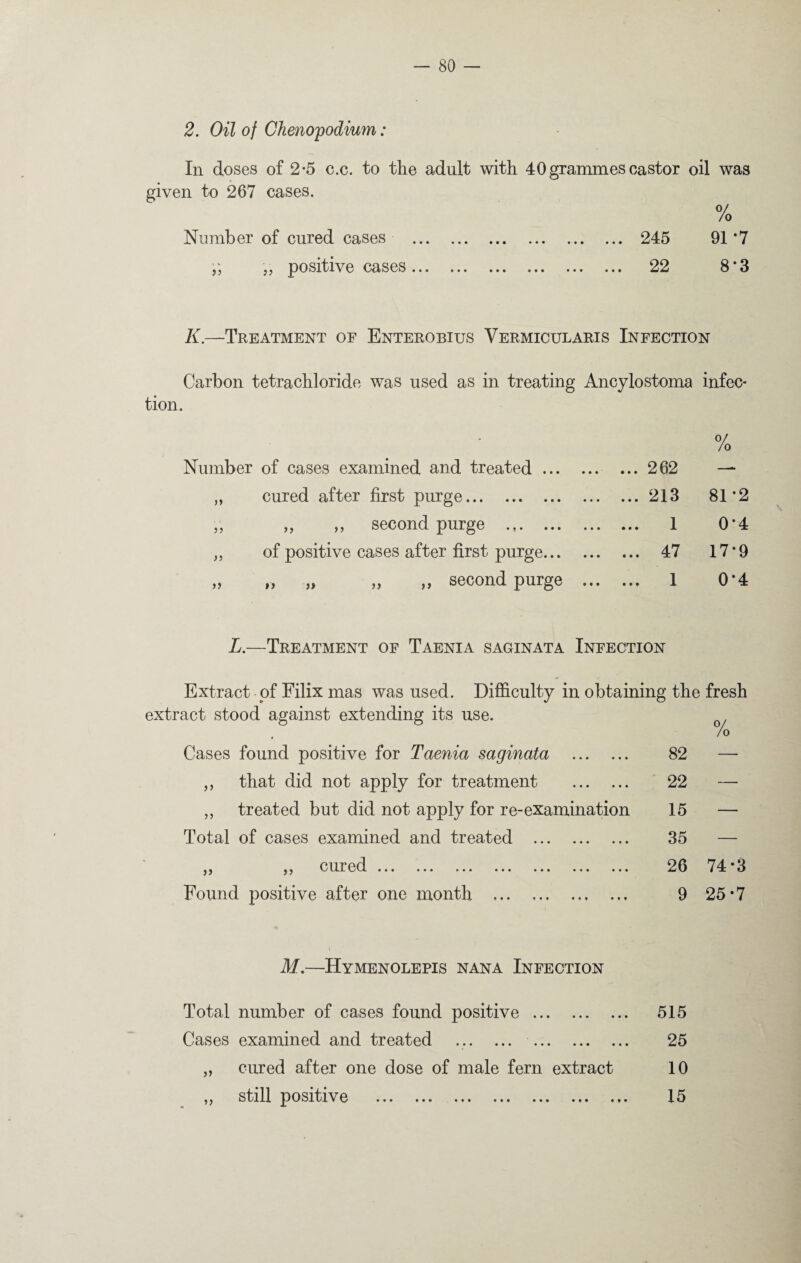 — 80 —
2. Oil of Chenopodium:
In doses of 2·5 c.c. to the adult with 40 grammes castor oil was
given to 267 cases.
%
Number of cured cases ... ... ... ... ... ... 245 91·7
,, ,, positive cases ... ... ... ... ... ... 22 8·3
K.—Treatment of Enterobius Vermicularis Infection
Carbon tetrachloride was used as in treating Ancylostoma infec-
tion.
%
Number of cases examined and treated ... ... ... 262 —
,, cured after first purge ... ... ... ... ... 213 81·2
,, ,, ,, second purge ... ... ... ... ... 1 0·4
,, of positive cases after first purge ... ... ... 47 17·9
,, ,, ,, ,, ,, second purge ... ... 1 0·4
L.—Treatment of Taenia saginata Infection
Extract of Filix mas was used. Difficulty in obtaining the fresh
extract stood against extending its use.
%
Cases found positive for Taenia saginata ... ... 82 —
,, that did not apply for treatment ... ... 22 —
,, treated but did not apply for re-examination 15 —
Total of cases examined and treated ... ... ... 35 —
,, ,, cured ... ... ... ... ... ... ... 26 74·3
Found positive after one month ... ... ... ... 9 25·7
M.—Hymenolepis nana Infection
Total number of cases found positive ... ... ... 515
Cases examined and treated ... ... ... ... ... 25
,, cured after one dose of male fern extract 10
,, still positive ... ... ... ... ... ... ... 15